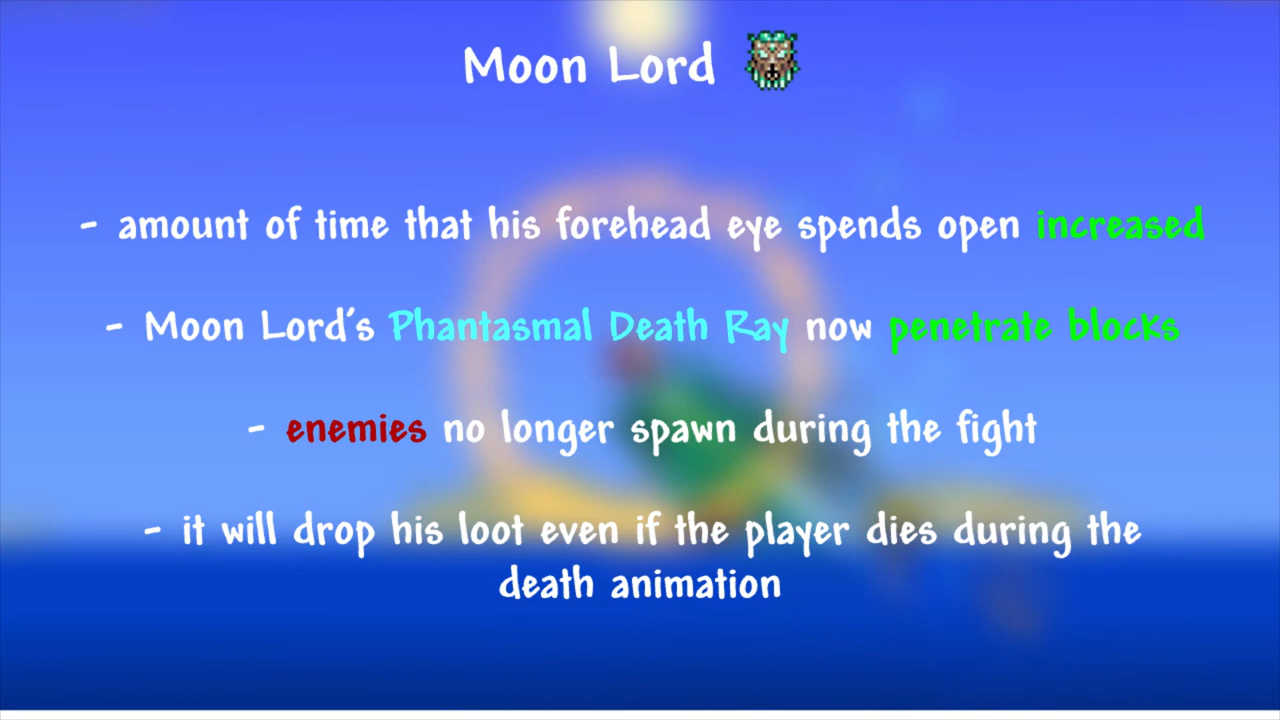 Moon Lord
- amount of time that his forehead eye spends open increased
- Moon Lord's Phantasmal Death Ray now penetrate blocks
- enemies no longer spawn during the fight
- it will drop his loot even if the player dies during the
death animation